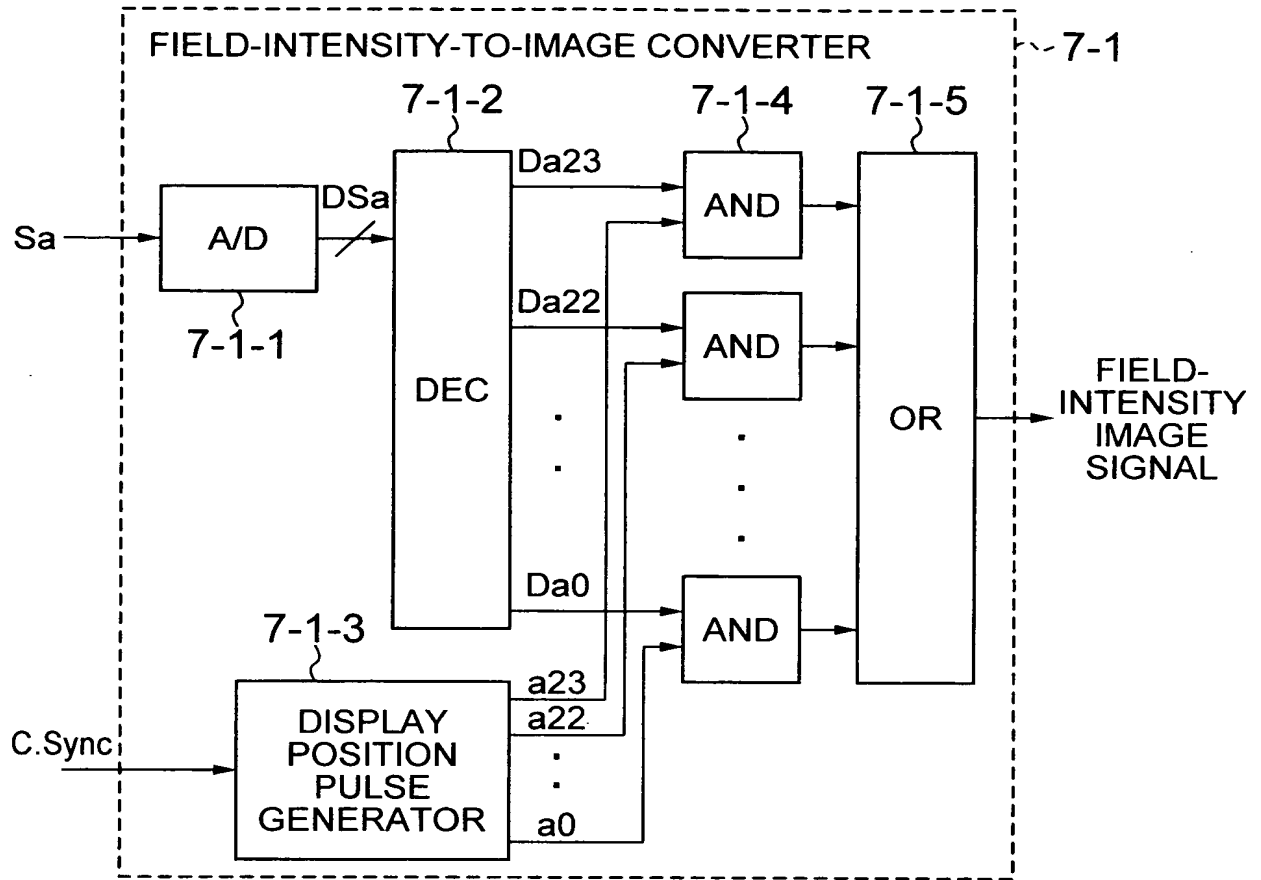 FIELD-INTENSITY-TO-IMAGE CONVERTER
7-1
7-1-2
7-1-4
7-1-5
Da23
DSa
AND
Sa
A/D
Da22
7-1-1
AND
DEC
OR
FIELD-
INTENSITY
IMAGE
SIGNAL
Da0
7-1-3
AND
a23
a22
DISPLAY
POSITION
PULSE
GENERATOR
C.Sync
a0